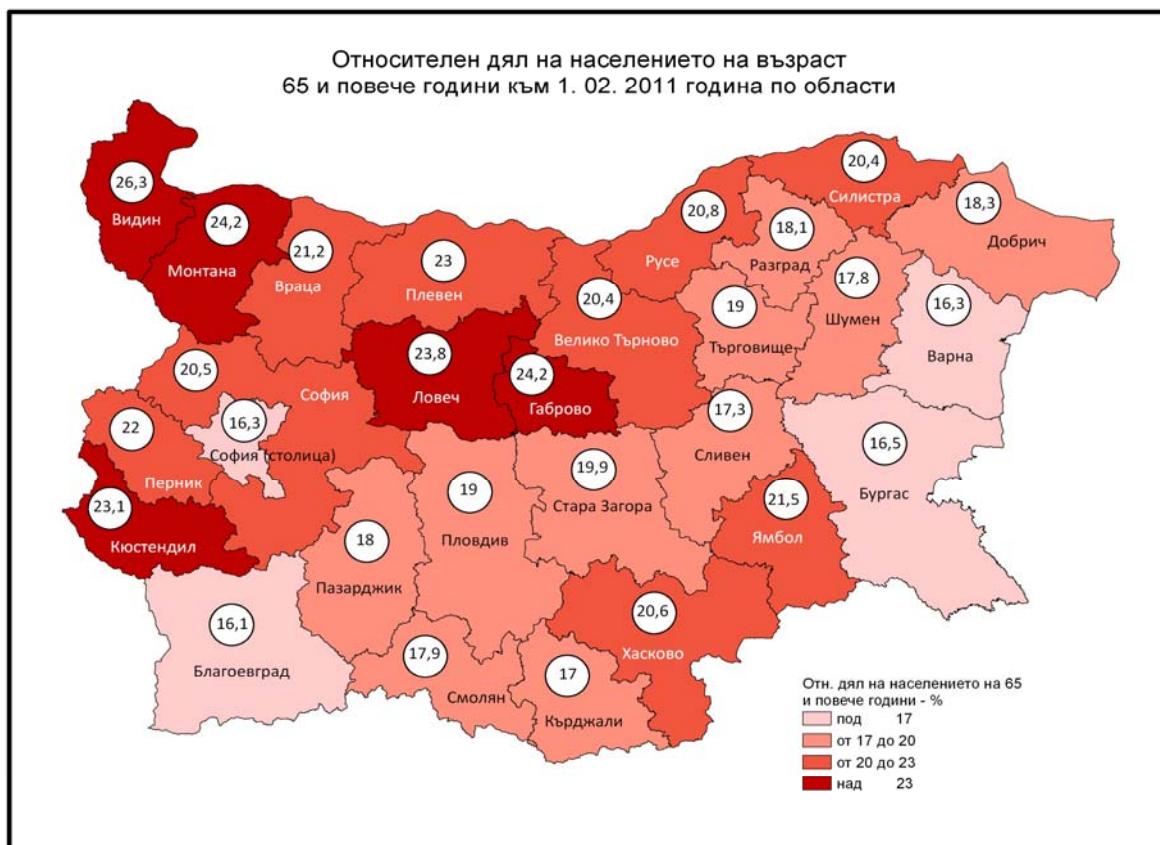 Относителен дял на населението на възраст
65 и повече години към 1. 02. 2011 година по области
26,3
Видин
24,2
Монтана
21,2
Враца
23
Плевен
20,8
Русе
20,4
Силистра
18,1
Разград
18,3
Добрич
17,8
Шумен
16,3
Варна
19
Търговище
20,4
Велико Търново
23,8
Ловеч
24,2
Габрово
20,5
София
16,3
София (столица)
22
Перник
23,1
Кюстендил
17,3
Сливен
16,5
Бургас
19,9
Стара Загора
19
Пловдив
21,5
Ямбол
18
Пазарджик
16,1
Благоевград
20,6
Хасково
17,9
Смолян
17
Кърджали
Отн. дял на населението на 65
и повече години - %
под 17
от 17 до 20
от 20 до 23
над 23